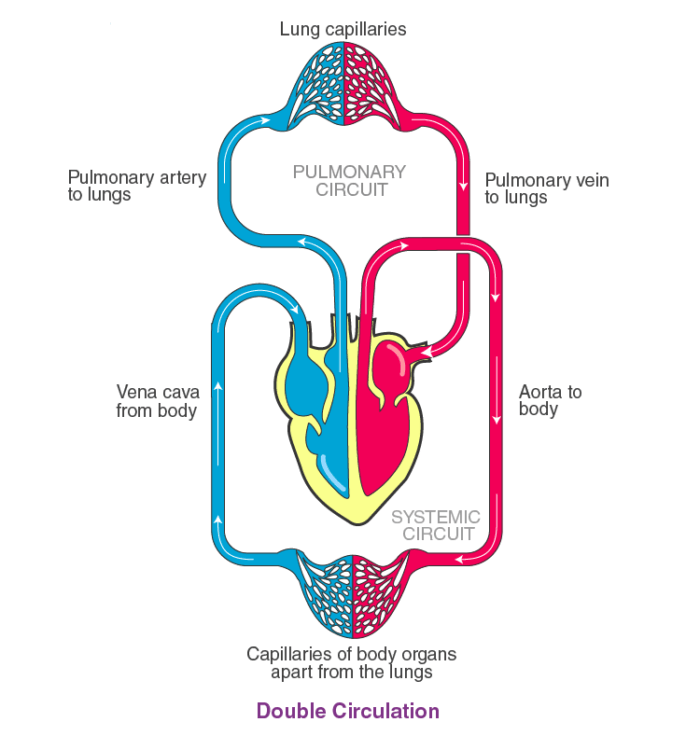 Lung capillaries
PULMONARY
CIRCUIT
Pulmonary artery
to lungs
Pulmonary vein
to lungs
Vena cava
from body
Aorta to
body
SYSTEMIC
CIRCUIT
Capillaries of body organs
apart from the lungs
Double Circulation